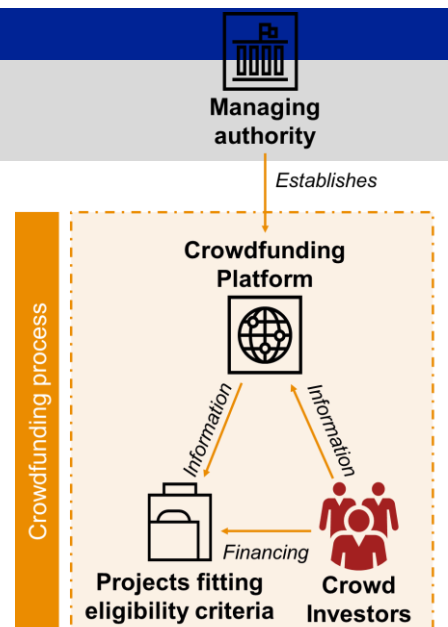 Managing
authority
Establishes
Crowdfunding process
Crowdfunding
Platform
Information
Information
Financing
Projects fitting
eligibility criteria
Crowd
Investors